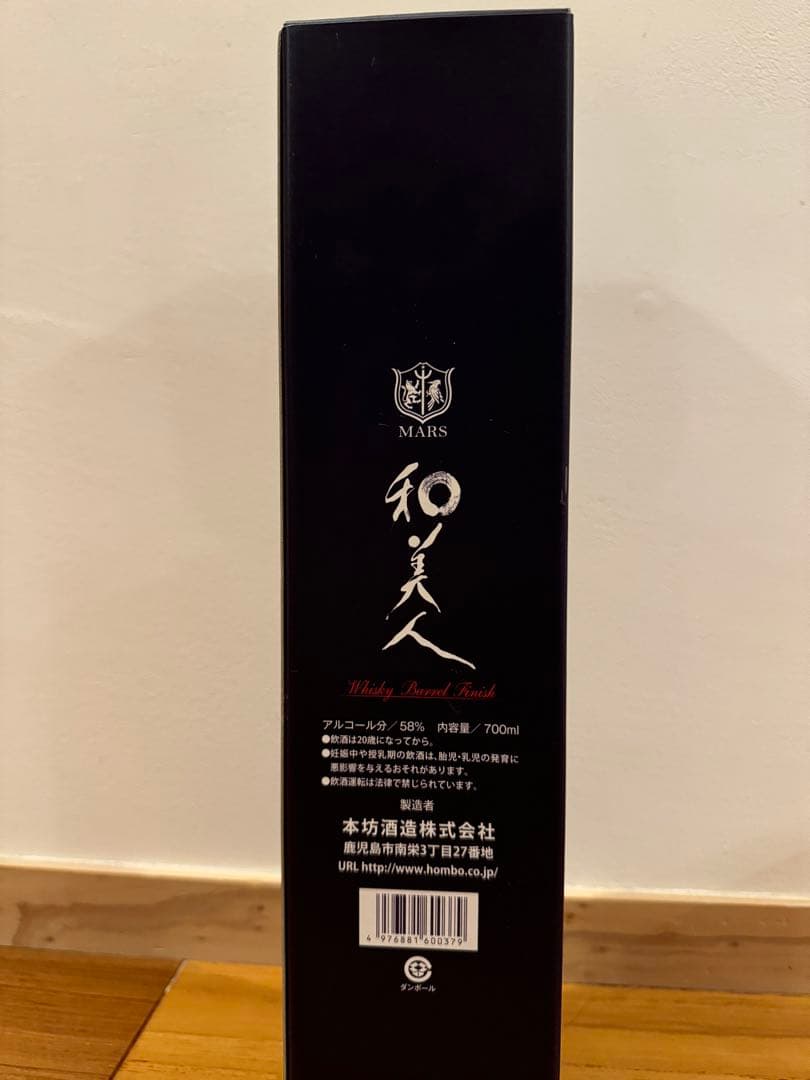 MARS
和美人
Whisky Barrel Finish
アルコール分／58% 内容量／700ml
●飲酒は20歳になってから。
●妊娠中や授乳期の飲酒は、胎児・乳児の発育に
悪影響を与えるおそれがあります。
●飲酒運転は法律で禁じられています。
製造者
本坊酒造株式会社
鹿児島市南栄3丁目27番地
URL http://www.hombo.co.jp/
4 976881 600379
ダンボール